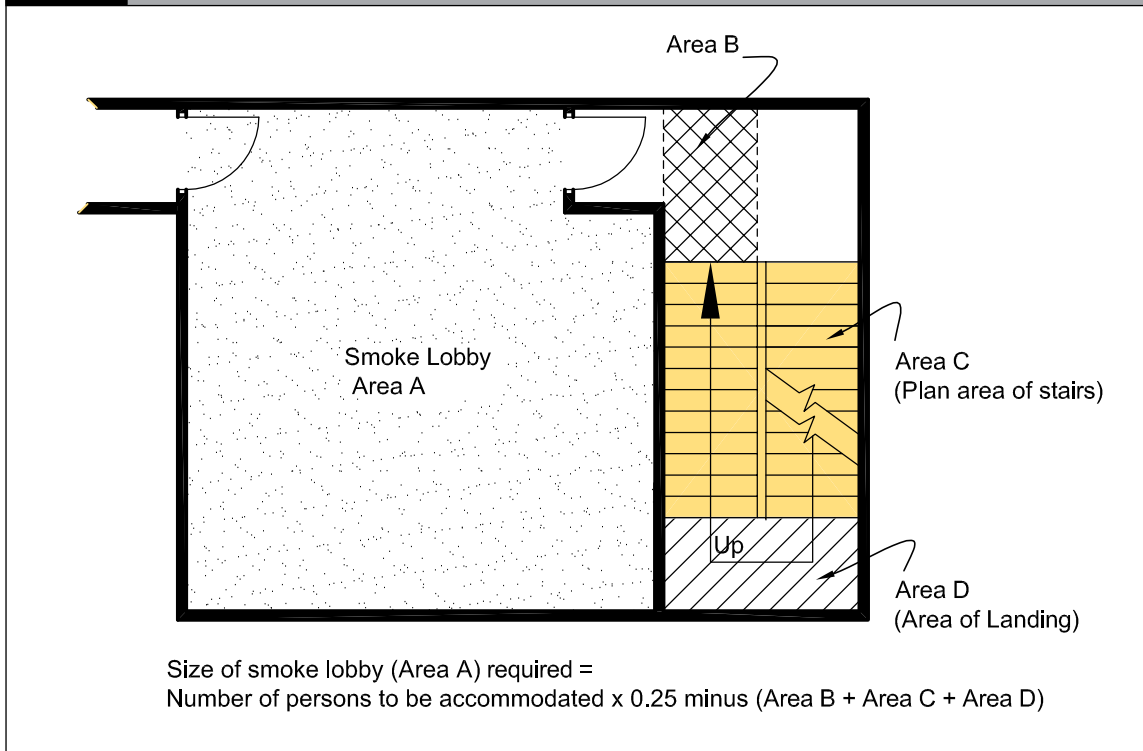 Area B
Smoke Lobby
Area A
Area C
(Plan area of stairs)
Up
Area D
(Area of Landing)
Size of smoke lobby (Area A) required =
Number of persons to be accommodated x 0.25 minus (Area B + Area C + Area D)